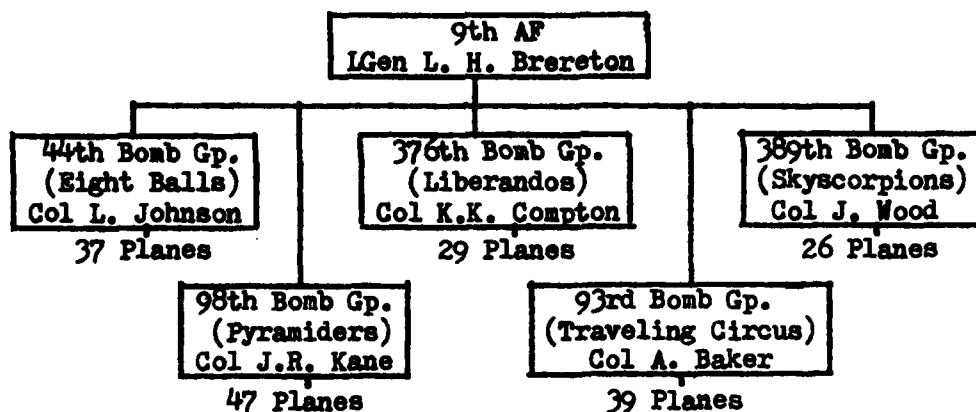 9th AF
LGen L. H. Brereton
44th Bomb Gp.
(Eight Balls)
Col L. Johnson
37 Planes
376th Bomb Gp.
(Liberandos)
Col K.K. Compton
29 Planes
389th Bomb Gp.
(Skyscorpions)
Col J. Wood
26 Planes
98th Bomb Gp.
(Pyramiders)
Col J.R. Kane
47 Planes
93rd Bomb Gp.
(Traveling Circus)
Col A. Baker
39 Planes